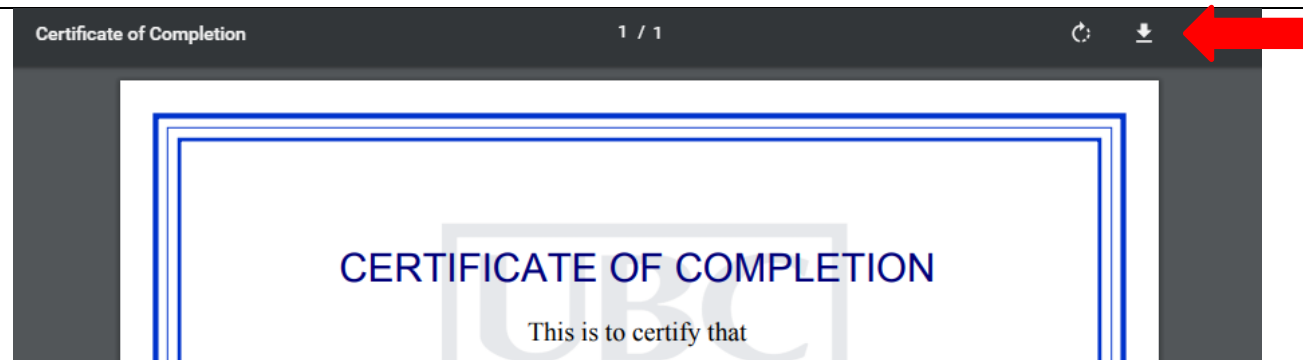 Certificate of Completion 1 / 1
UBC
CERTIFICATE OF COMPLETION
This is to certify that